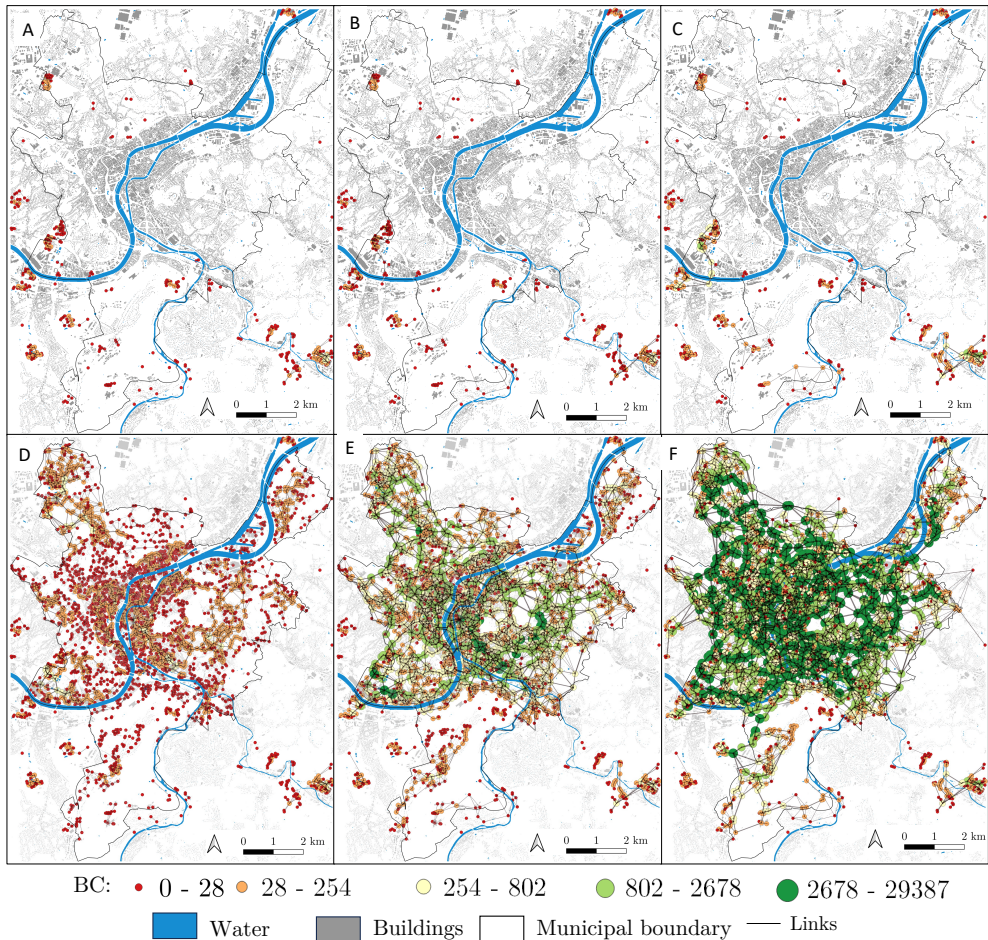 A
B
C
0 1 2 km
0 1 2 km
0 1 2 km
D
E
F
0 1 2 km
0 1 2 km
0 1 2 km
BC: 0 - 28 28 - 254 254 - 802 802 - 2678 2678 - 29387
Water Buildings Municipal boundary Links